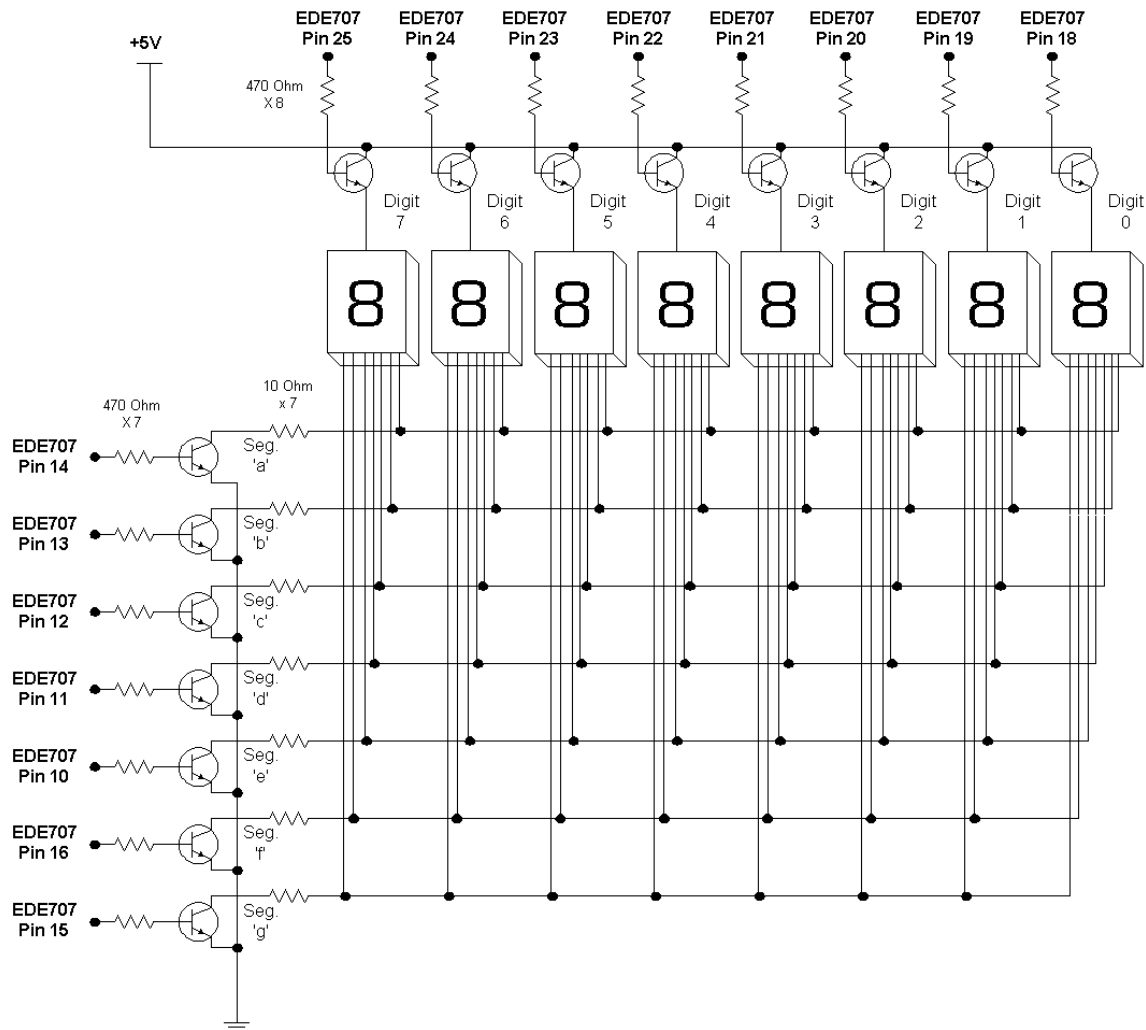 EDE707
Pin 25
EDE707
Pin 24
EDE707
Pin 23
EDE707
Pin 22
EDE707
Pin 21
EDE707
Pin 20
EDE707
Pin 19
EDE707
Pin 18
+5V
470 Ohm
X 8
Digit
7
Digit
6
Digit
5
Digit
4
Digit
3
Digit
2
Digit
1
Digit
0
8 8 8 8 8 8 8 8
470 Ohm
X 7
10 Ohm
x 7
EDE707
Pin 14
Seg.
'a'
EDE707
Pin 13
Seg.
'b'
EDE707
Pin 12
Seg.
'c'
EDE707
Pin 11
Seg.
'd'
EDE707
Pin 10
Seg.
'e'
EDE707
Pin 16
Seg.
'f'
EDE707
Pin 15
Seg.
'g'